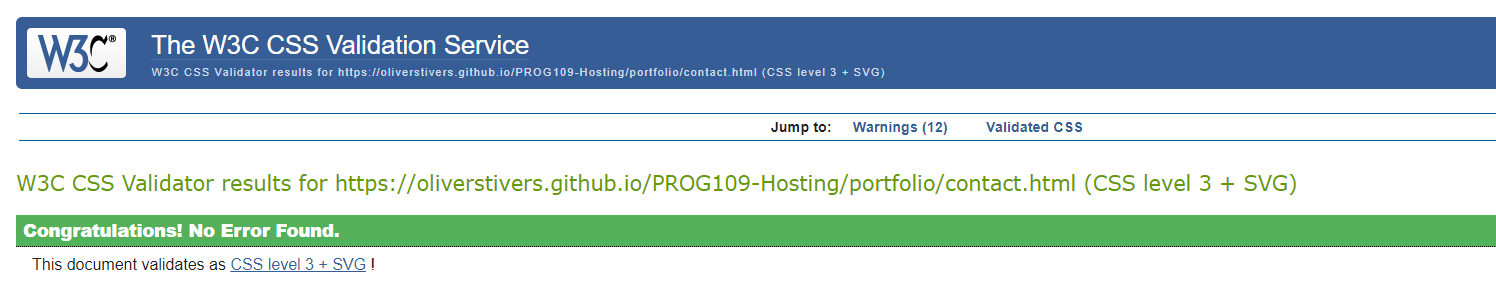 W3C®
The W3C CSS Validation Service
W3C CSS Validator results for https://oliverstivers.github.io/PROG109-Hosting/portfolio/contact.html (CSS level 3 + SVG)
Jump to: Warnings (12) Validated CSS
W3C CSS Validator results for https://oliverstivers.github.io/PROG109-Hosting/portfolio/contact.html (CSS level 3 + SVG)
Congratulations! No Error Found.
This document validates as CSS level 3 + SVG !